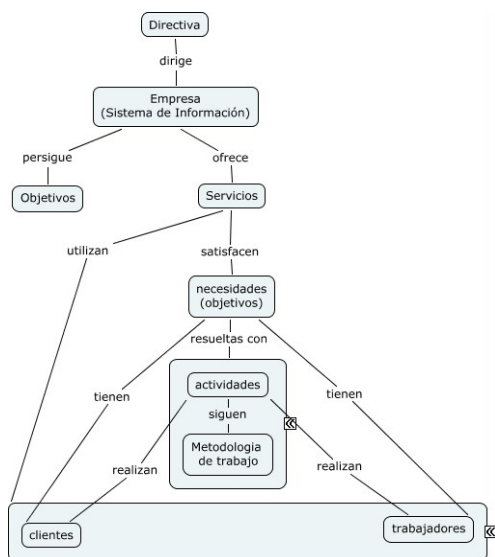 Directiva
dirige
Empresa
(Sistema de Información)
persigue
ofrece
Objetivos
Servicios
utilizan
satisfacen
necesidades
(objetivos)
resueltas con
actividades
tienen
tienen
siguen
Metodologia
de trabajo
realizan
realizan
clientes
trabajadores